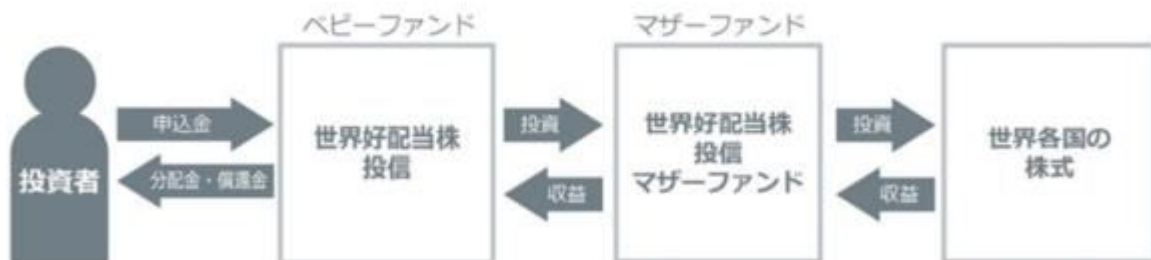 ベビーファンド
マザーファンド
投資者
申込金
分配金・償還金
世界好配当株
投信
投資
収益
世界好配当株
投信
マザーファンド
投資
収益
世界各国の
株式